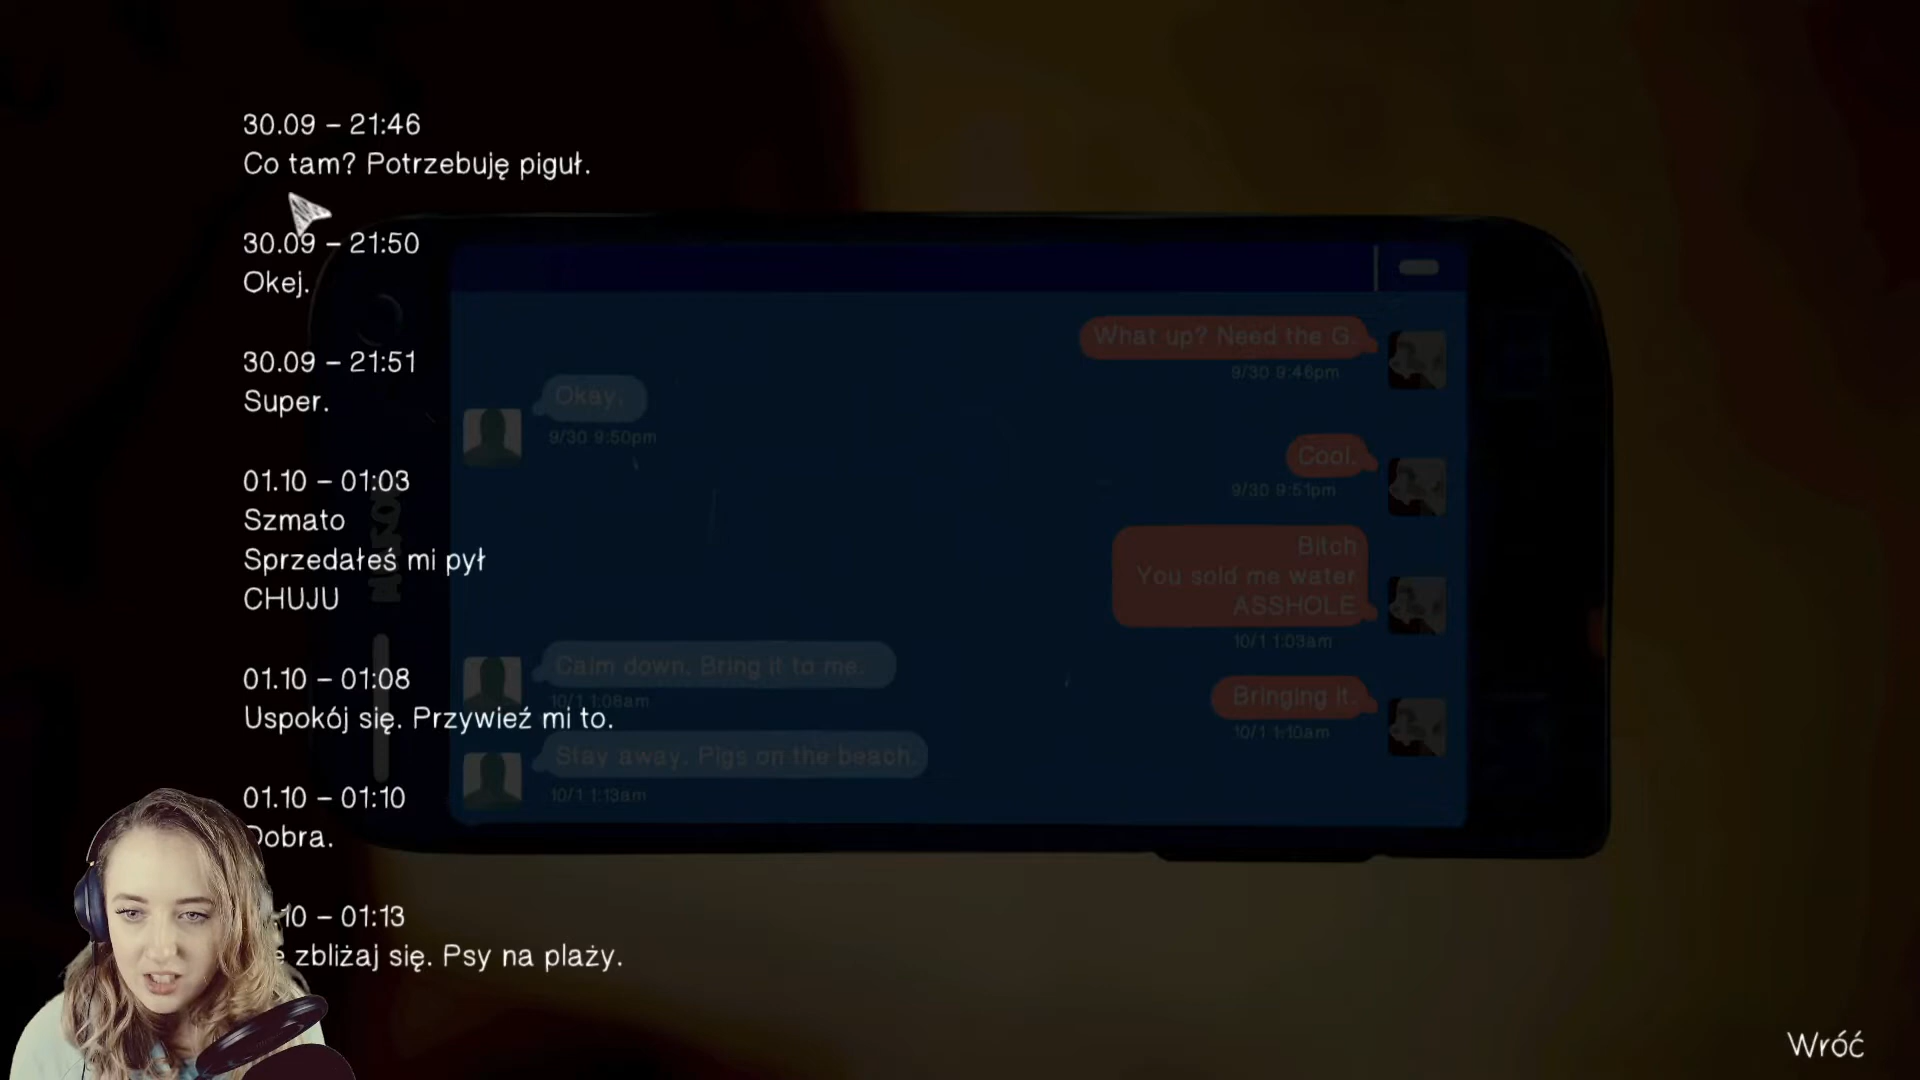 30.09 – 21:46
Co tam? Potrzebuję piguł.
30.09 – 21:50
Okej.
30.09 – 21:51
Super.
01.10 – 01:03
Szmato
Sprzedałeś mi pył
CHUJU
01.10 – 01:08
Uspokój się. Przywieź mi to.
01.10 – 01:10
Dobra.
10 – 01:13
zbliżaj się. Psy na plaży.
What up? Need the G.
9/30 9:46pm
Okay.
9/30 9:50pm
Cool.
9/30 9:51pm
Bitch
You sold me water
ASSHOLE
10/1 1:03am
Calm down. Bring it to me.
10/1 1:08am
Bringing it.
10/1 1:10am
Stay away. Pigs on the beach.
10/1 1:13am
Wróć